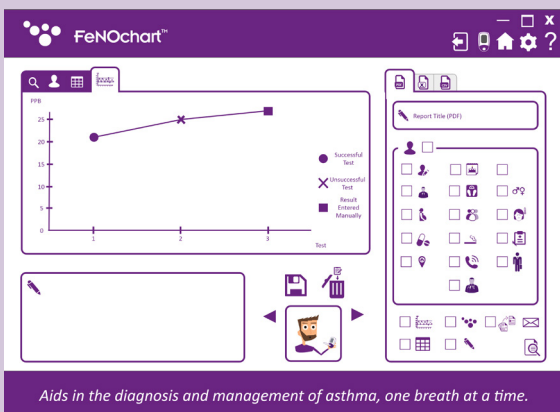 FeNOchart™
X
?
PPB
25
20
15
10
5
0
1
2
3
Test
Successful
Test
Unsuccessful
Test
Result
Entered
Manually
Report Title (PDF)
Aids in the diagnosis and management of asthma, one breath at a time.